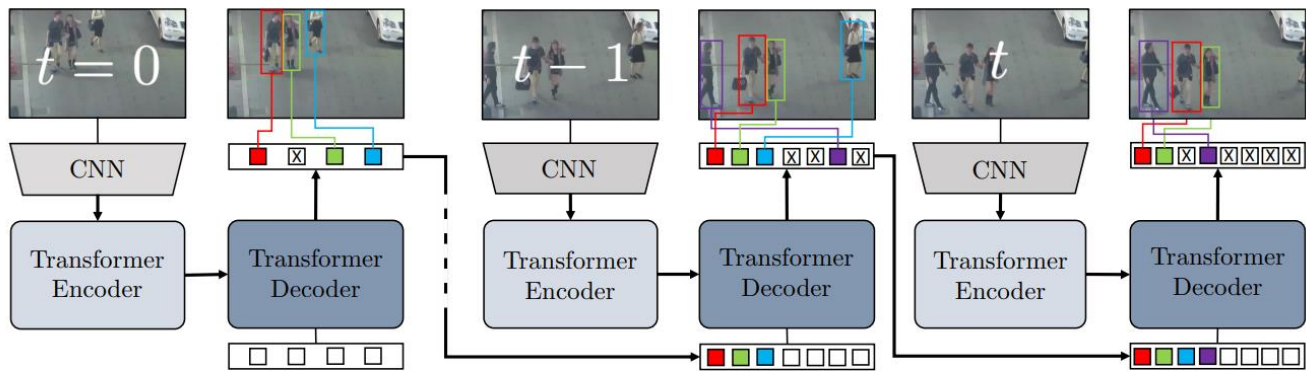 t = 0
t − 1
t
CNN
CNN
CNN
X
X X X
X X X X X
Transformer
Encoder
Transformer
Decoder
Transformer
Encoder
Transformer
Decoder
Transformer
Encoder
Transformer
Decoder